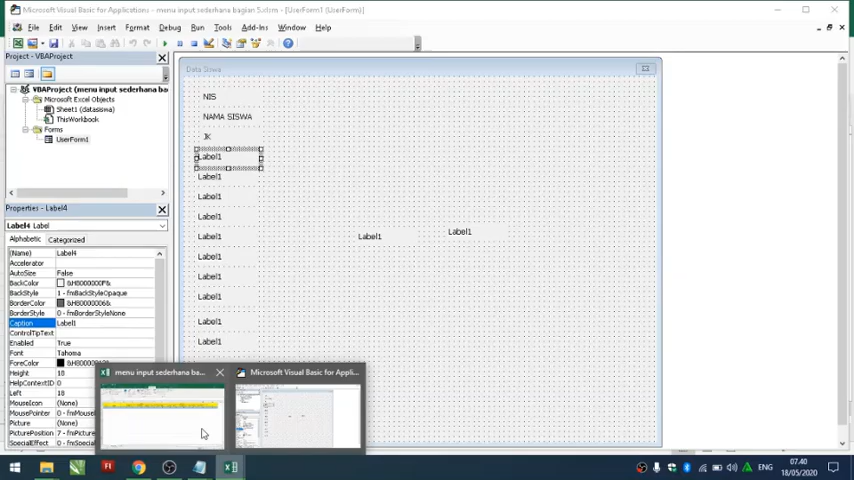 Microsoft Visual Basic for Applications - menu input sederhana bagian 5.xlsm - [UserForm1 (UserForm)]
File Edit View Insert Format Debug Run Tools Add-Ins Window Help
Project - VBAProject
VBAProject (menu input sederhana ba
Microsoft Excel Objects
Sheet1 (datasiswa)
ThisWorkbook
Forms
UserForm1
Properties - Label4
Label4 Label
Alphabetic Categorized
(Name) Label4
Accelerator
AutoSize False
BackColor &H8000000F&
BackStyle 1 - fmBackStyleOpaque
BorderColor &H80000006&
BorderStyle 0 - fmBorderStyleNone
Caption Label1
ControlTipText
Enabled True
Font Tahoma
ForeColor
Height 18
HelpContextID 0
Left 18
MouseIcon (None)
MousePointer 0 - fmMousePointerD
Picture (None)
PicturePosition 7 - fmPicturePositionA
SpecialEffect
Data Siswa
NIS
NAMA SISWA
JK
Label1
Label1
Label1
Label1
Label1
Label1
Label1
Label1
Label1
Label1
Label1
Label1
menu input sederhana ba...
Microsoft Visual Basic for Appli...
ENG
07.40
18/05/2020